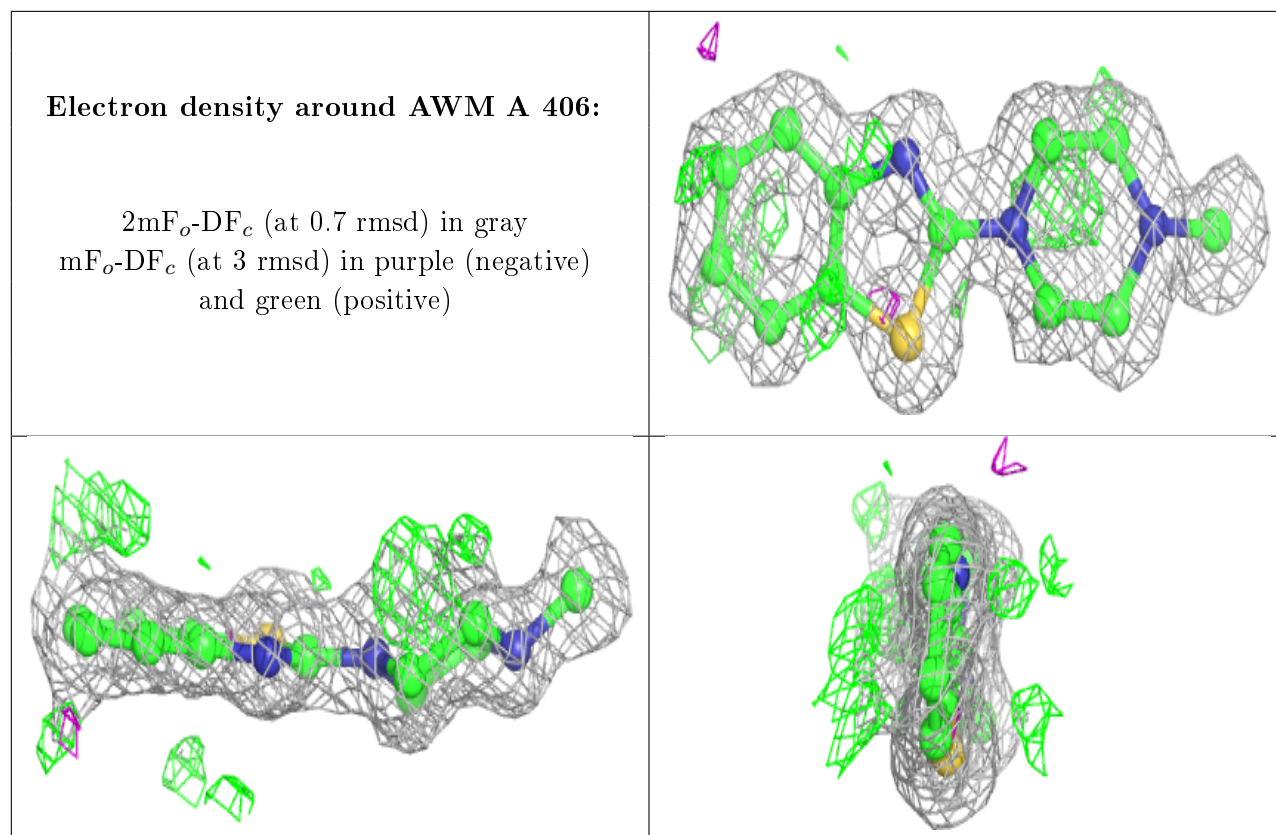 Electron density around AWM A 406:
2mFo-DFc (at 0.7 rmsd) in gray
mFo-DFc (at 3 rmsd) in purple (negative)
and green (positive)